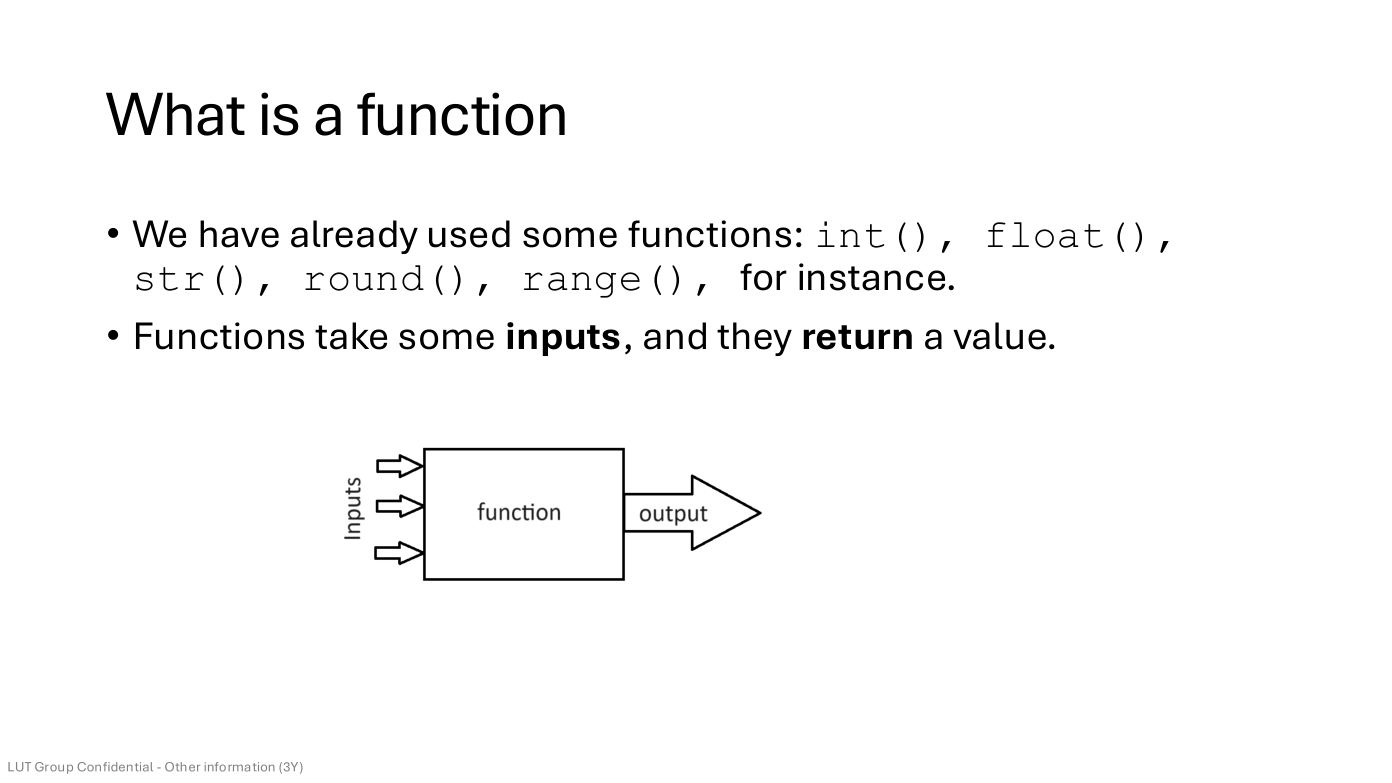 What is a function
• We have already used some functions: int(), float(),
str(), round(), range(), for instance.
• Functions take some inputs, and they return a value.
Inputs
function
output
LUT Group Confidential - Other information (3Y)